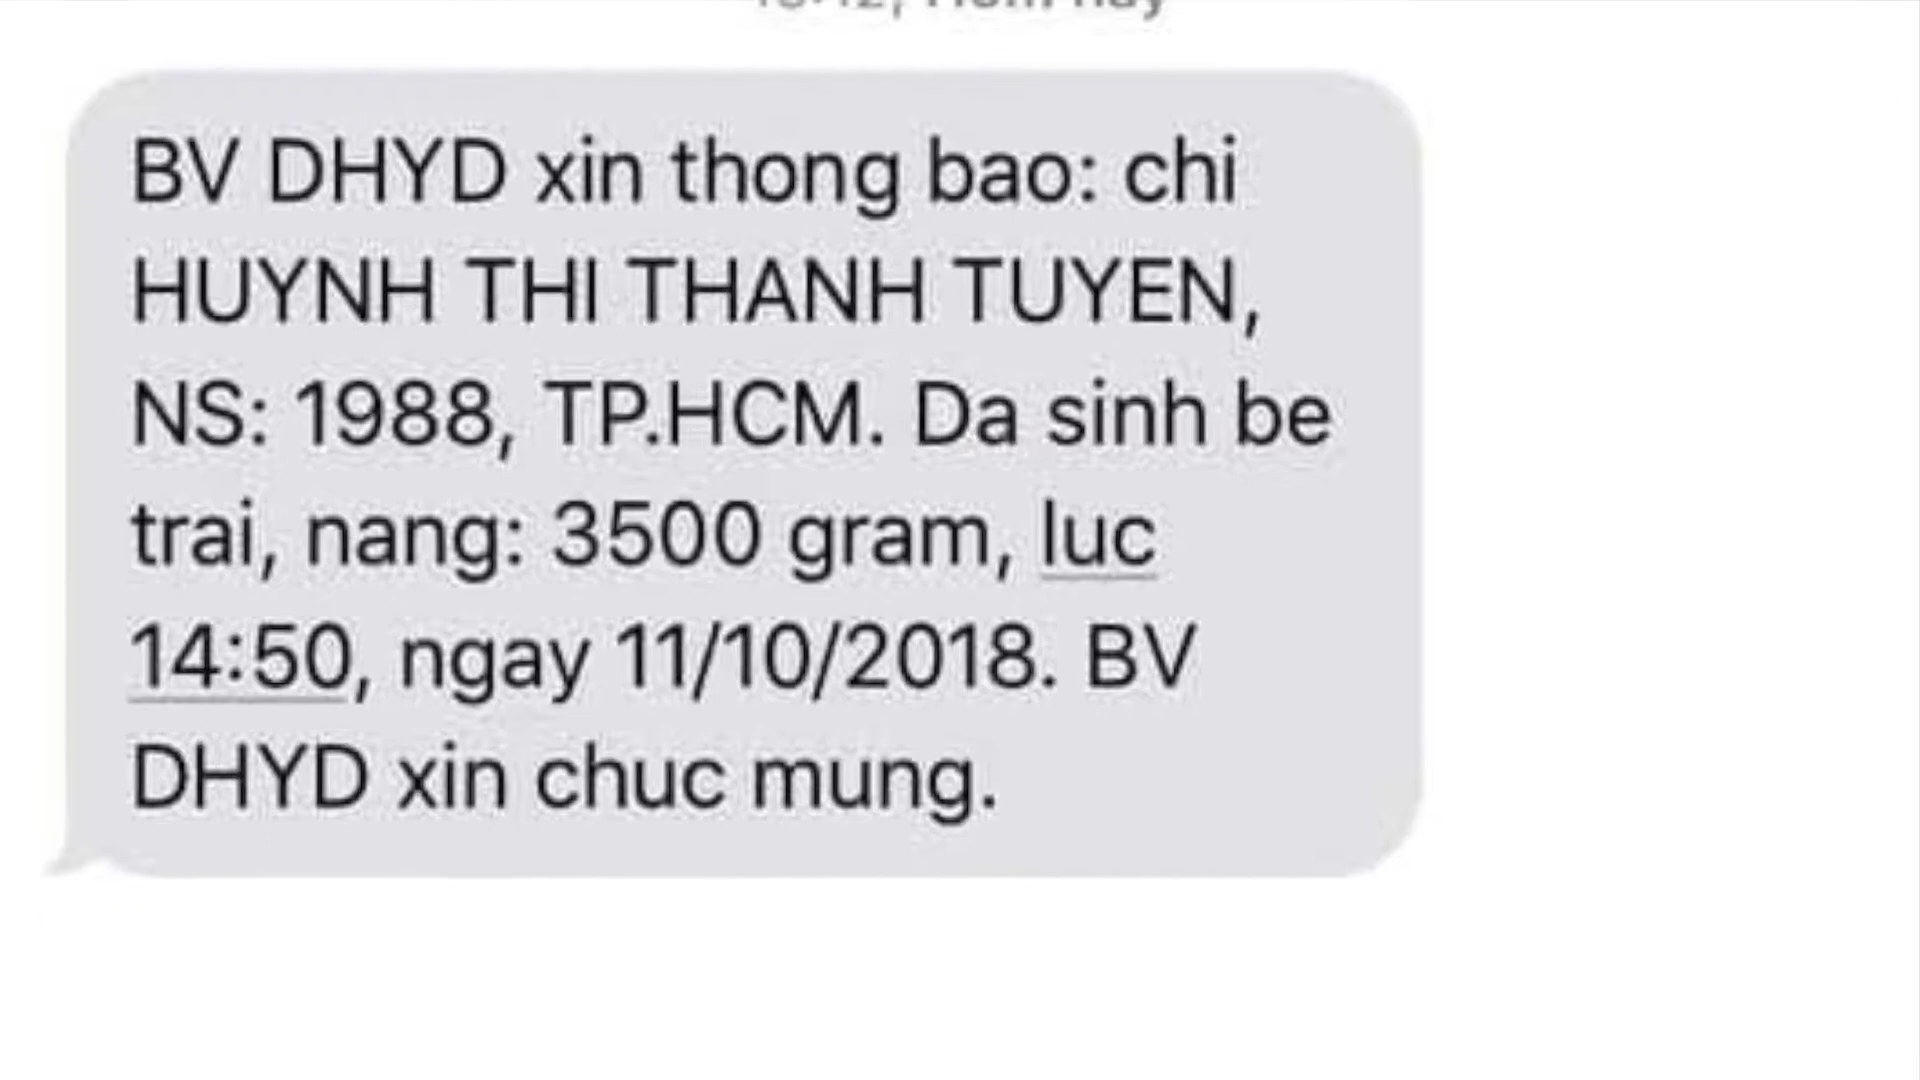 BV DHYD xin thong bao: chi
HUYNH THI THANH TUYEN,
NS: 1988, TP.HCM. Da sinh be
trai, nang: 3500 gram, luc
14:50, ngay 11/10/2018. BV
DHYD xin chuc mung.